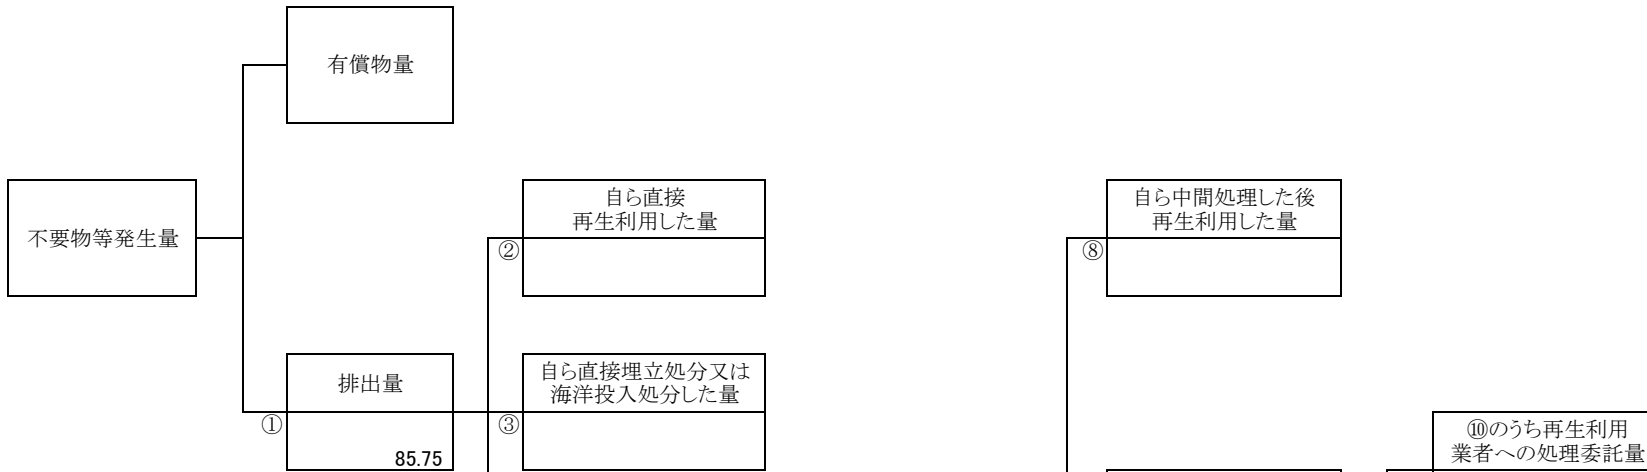 有償物量
不要物等発生量
自ら直接
再生利用した量
②
自ら中間処理した後
再生利用した量
⑧
排出量
①
85.75
自ら直接埋立処分又は
海洋投入処分した量
③
⑩のうち再生利用
業者への処理委託量